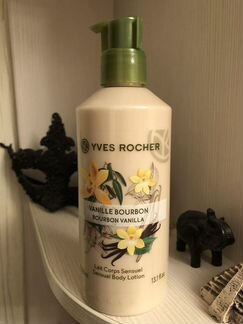 YVES ROCHER
VANILLE BOURBON
BOURBON VANILLA
Lait Corps Sensuel
Sensual Body Lotion